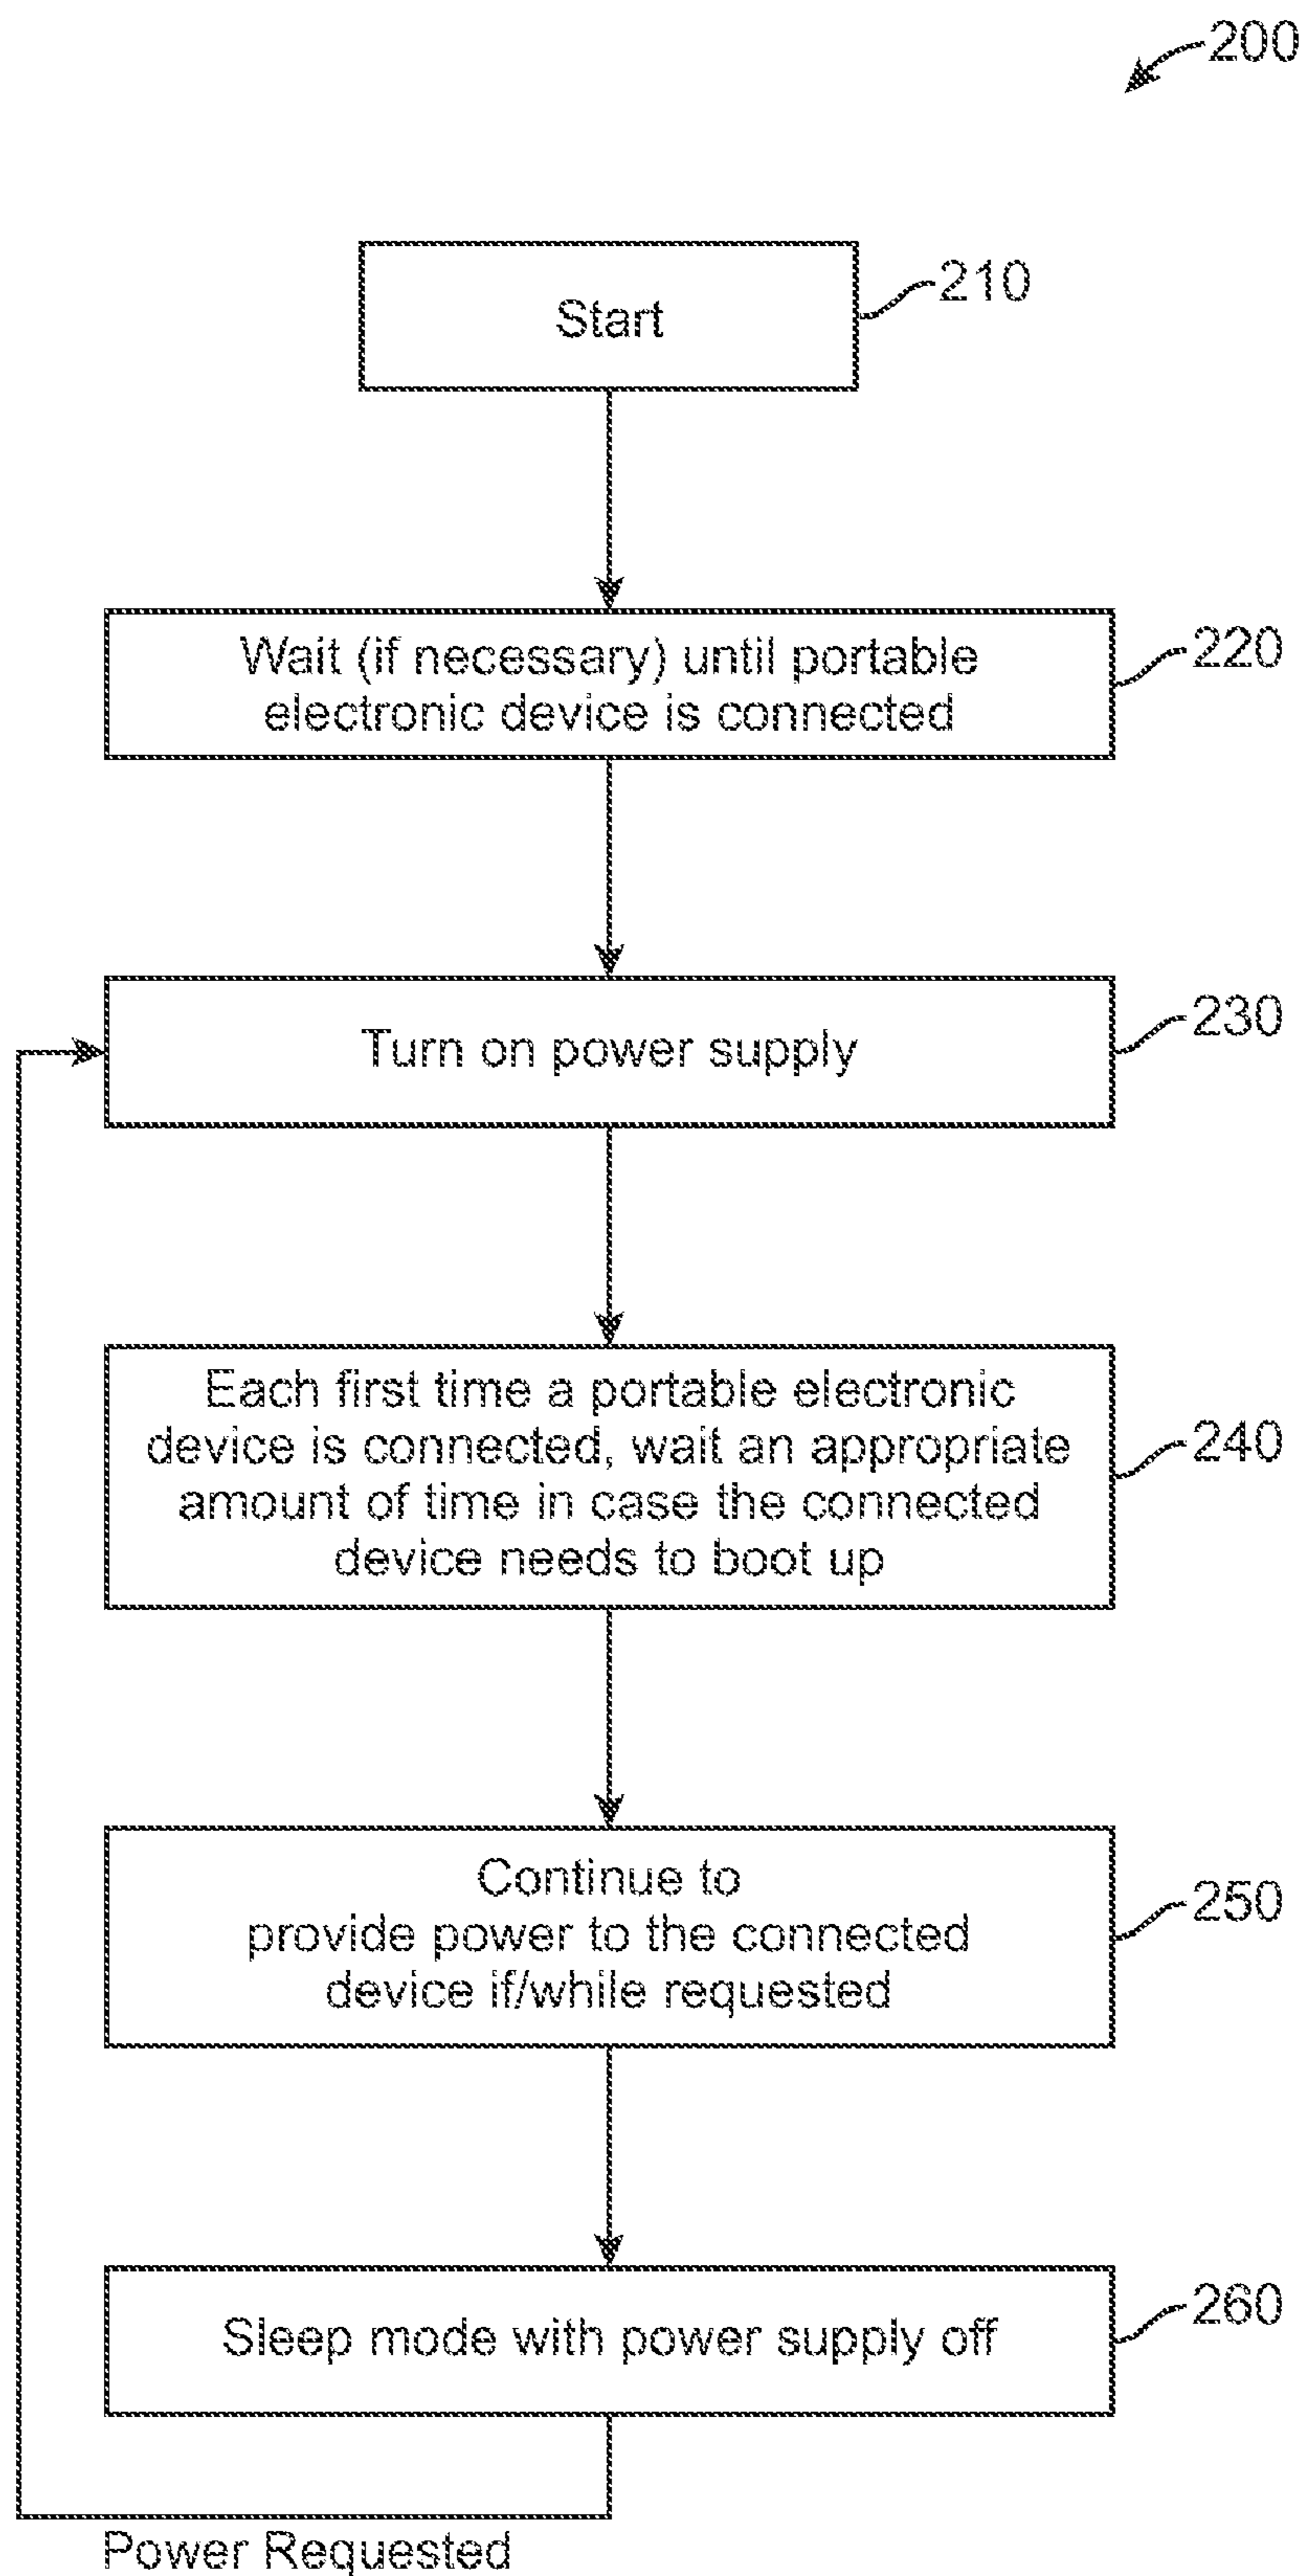 200
Start
210
Wait (if necessary) until portable
electronic device is connected
220
Turn on power supply
230
Each first time a portable electronic
device is connected, wait an appropriate
amount of time in case the connected
device needs to boot up
240
Continue to
provide power to the connected
device if/while requested
250
Sleep mode with power supply off
260
Power Requested